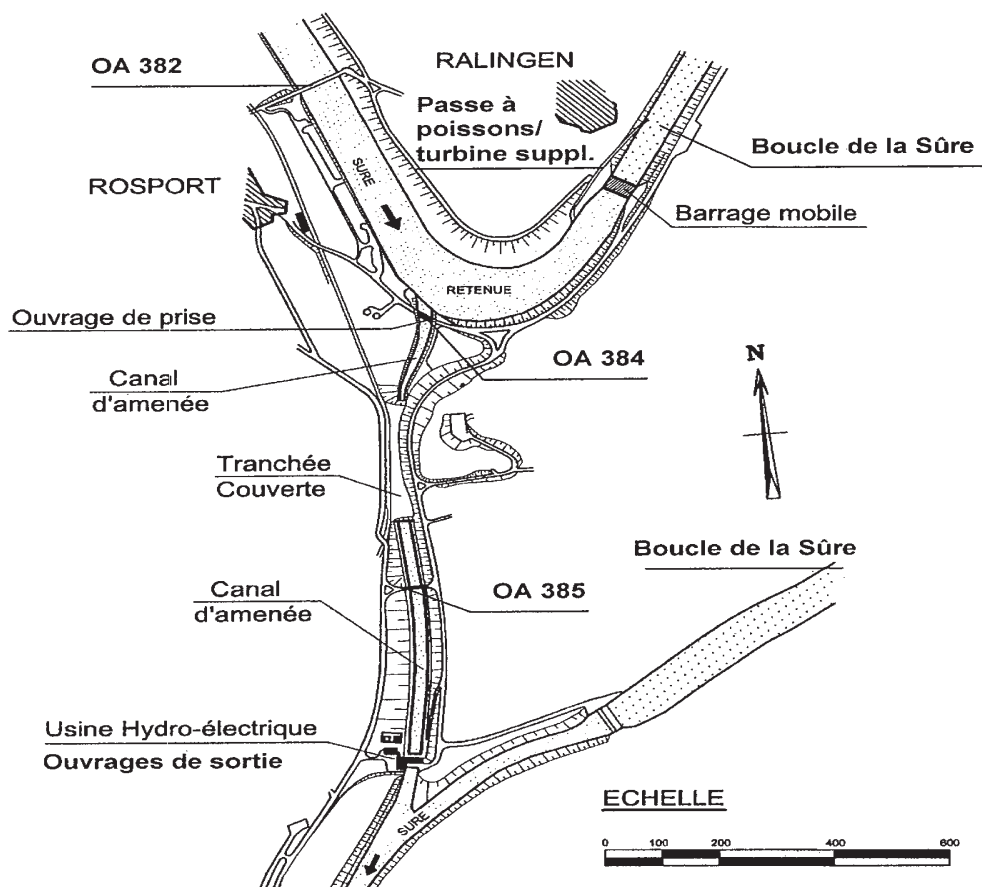 OA 382
RALINGEN
Passe à
poissons/
turbine suppl.
Boucle de la Sûre
SÛRE
ROSPORT
Barrage mobile
RETENUE
Ouvrage de prise
OA 384
N
Canal
d'amenée
Tranchée
Couverte
Boucle de la Sûre
Canal
d'amenée
OA 385
Usine Hydro-électrique
Ouvrages de sortie
SÛRE
ECHELLE
0 100 200 400 600